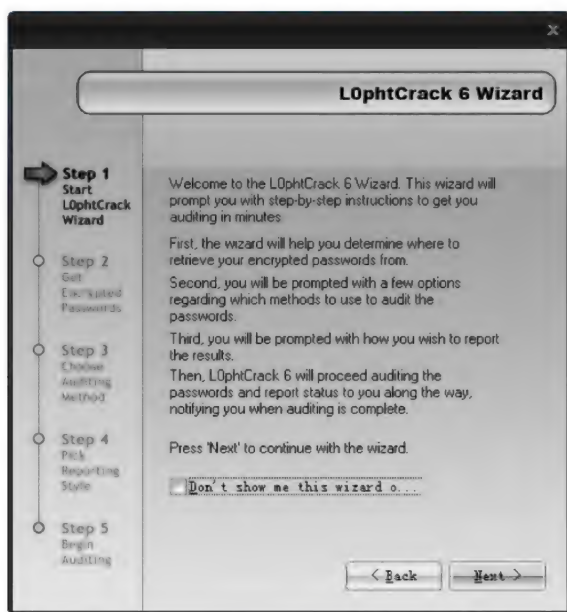 x
L0phtCrack 6 Wizard
Step 1
Start
L0phtCrack
Wizard
Step 2
Get
Encrypted
Passwords
Step 3
Choose
Auditing
Method
Step 4
Pick
Reporting
Style
Step 5
Begin
Auditing
Welcome to the L0phtCrack 6 Wizard. This wizard will
prompt you with step-by-step instructions to get you
auditing in minutes
First, the wizard will help you determine where to
retrieve your encrypted passwords from.
Second, you will be prompted with a few options
regarding which methods to use to audit the
passwords.
Third, you will be prompted with how you wish to report
the results.
Then, L0phtCrack 6 will proceed auditing the
passwords and report status to you along the way,
notifying you when auditing is complete.
Press 'Next' to continue with the wizard.
Don't show me this wizard o....
< Back
Next >